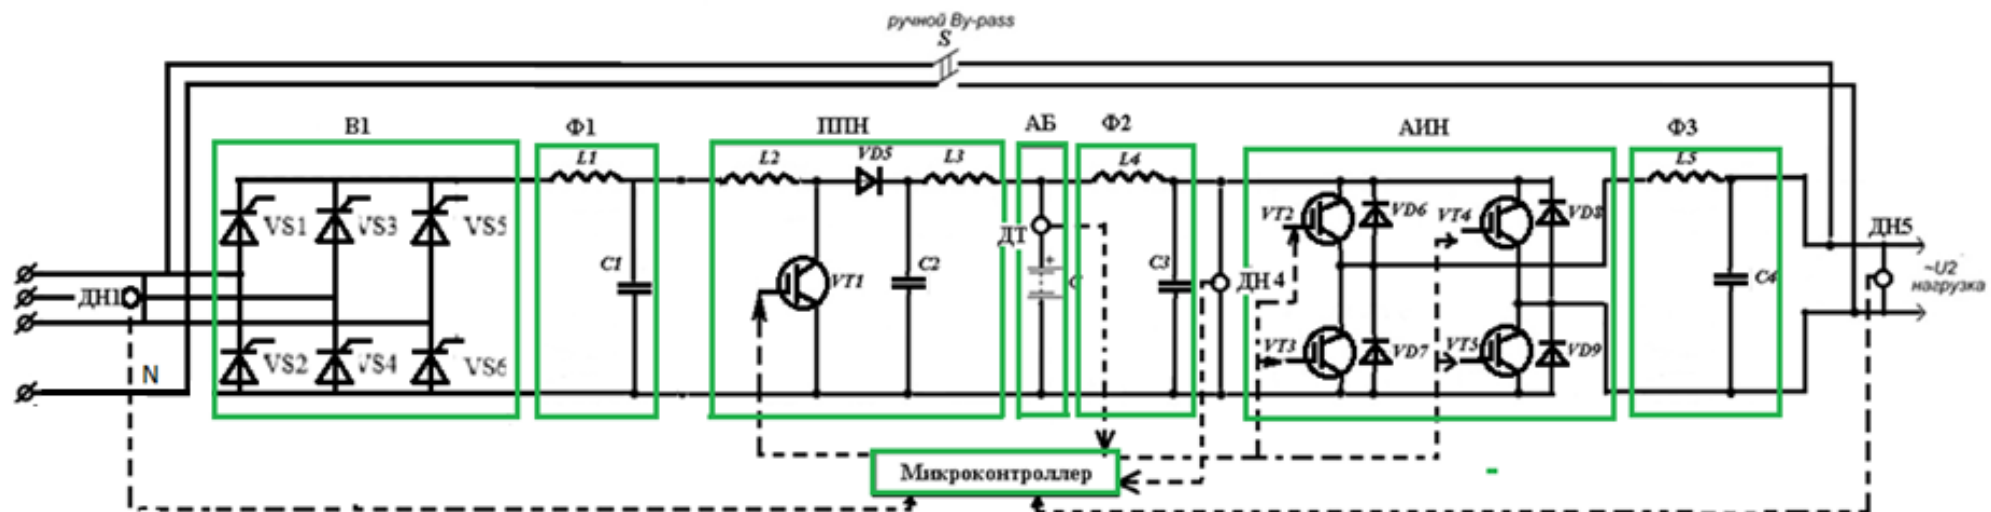 ручной By-pass
S
В1
Ф1
ППН
АБ
Ф2
АИН
Ф3
L1
L2
VD5
L3
L4
L5
VS1
VS3
VS5
VT2
VD6
VT4
VD8
ДТ
ДН5
C1
VT1
C2
+
C
C3
ДН 4
C4
~U2
нагрузка
ДН1
VS2
VS4
VS6
VT3
VD7
VT5
VD9
N
Микроконтроллер